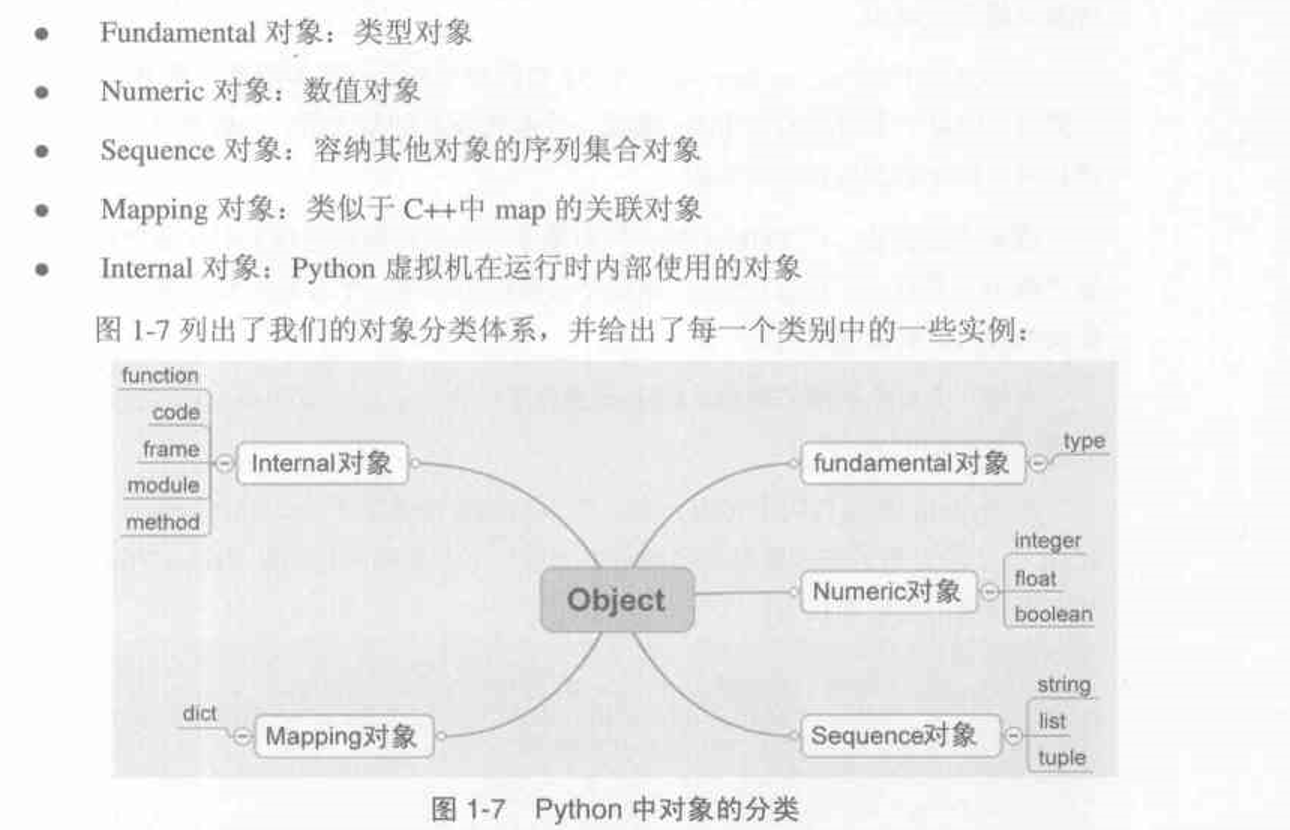 ● Fundamental 对象：类型对象
● Numeric 对象：数值对象
● Sequence 对象：容纳其他对象的序列集合对象
● Mapping 对象：类似于 C++中 map 的关联对象
● Internal 对象：Python 虚拟机在运行时内部使用的对象
图 1-7 列出了我们的对象分类体系，并给出了每一个类别中的一些实例：
function
code
frame
module
method
Internal对象
fundamental对象
type
Object
Numeric对象
integer
float
boolean
dict
Mapping对象
Sequence对象
string
list
tuple
图 1-7 Python 中对象的分类